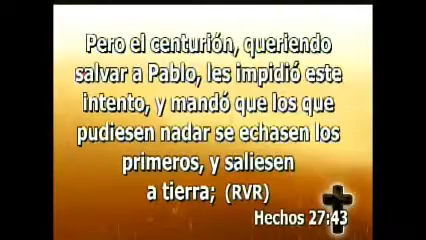 Pero el centurión, queriendo
salvar a Pablo, les impidió este
intento, y mandó que los que
pudiesen nadar se echasen los
primeros, y saliesen
a tierra; (RVR)
Hechos 27:43